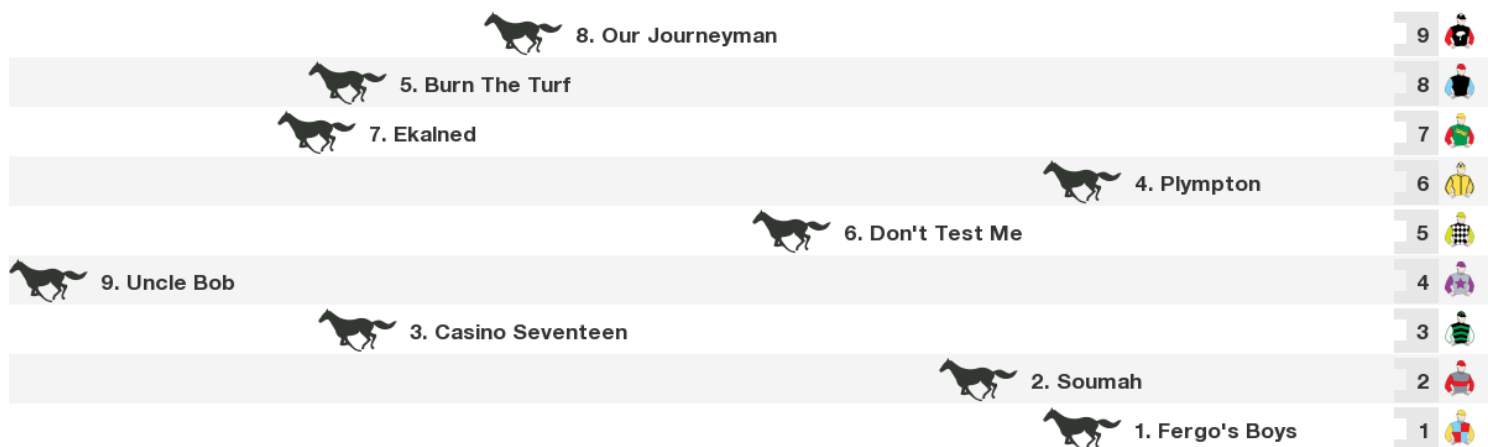 8. Our Journeyman 9
5. Burn The Turf 8
7. Ekalned 7
4. Plympton 6
6. Don't Test Me 5
9. Uncle Bob 4
3. Casino Seventeen 3
2. Soumah 2
1. Fergo's Boys 1